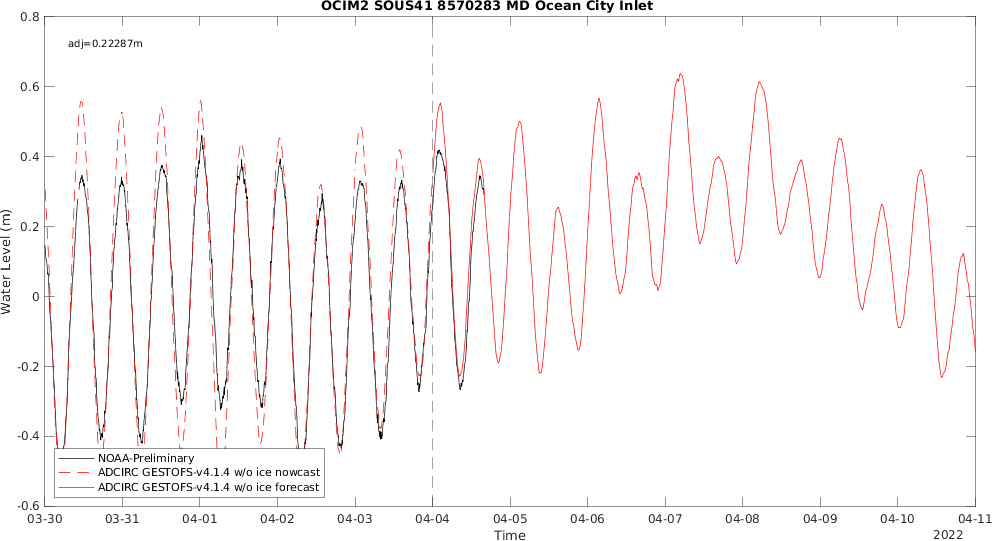 OCIM2 SOUS41 8570283 MD Ocean City Inlet
adj=0.22287m
Water Level (m)
0.8
0.6
0.4
0.2
0
-0.2
-0.4
-0.6
NOAA-Preliminary
ADCIRC GESTOFS-v4.1.4 w/o ice nowcast
ADCIRC GESTOFS-v4.1.4 w/o ice forecast
03-30 03-31 04-01 04-02 04-03 04-04 04-05 04-06 04-07 04-08 04-09 04-10 04-11
Time
2022